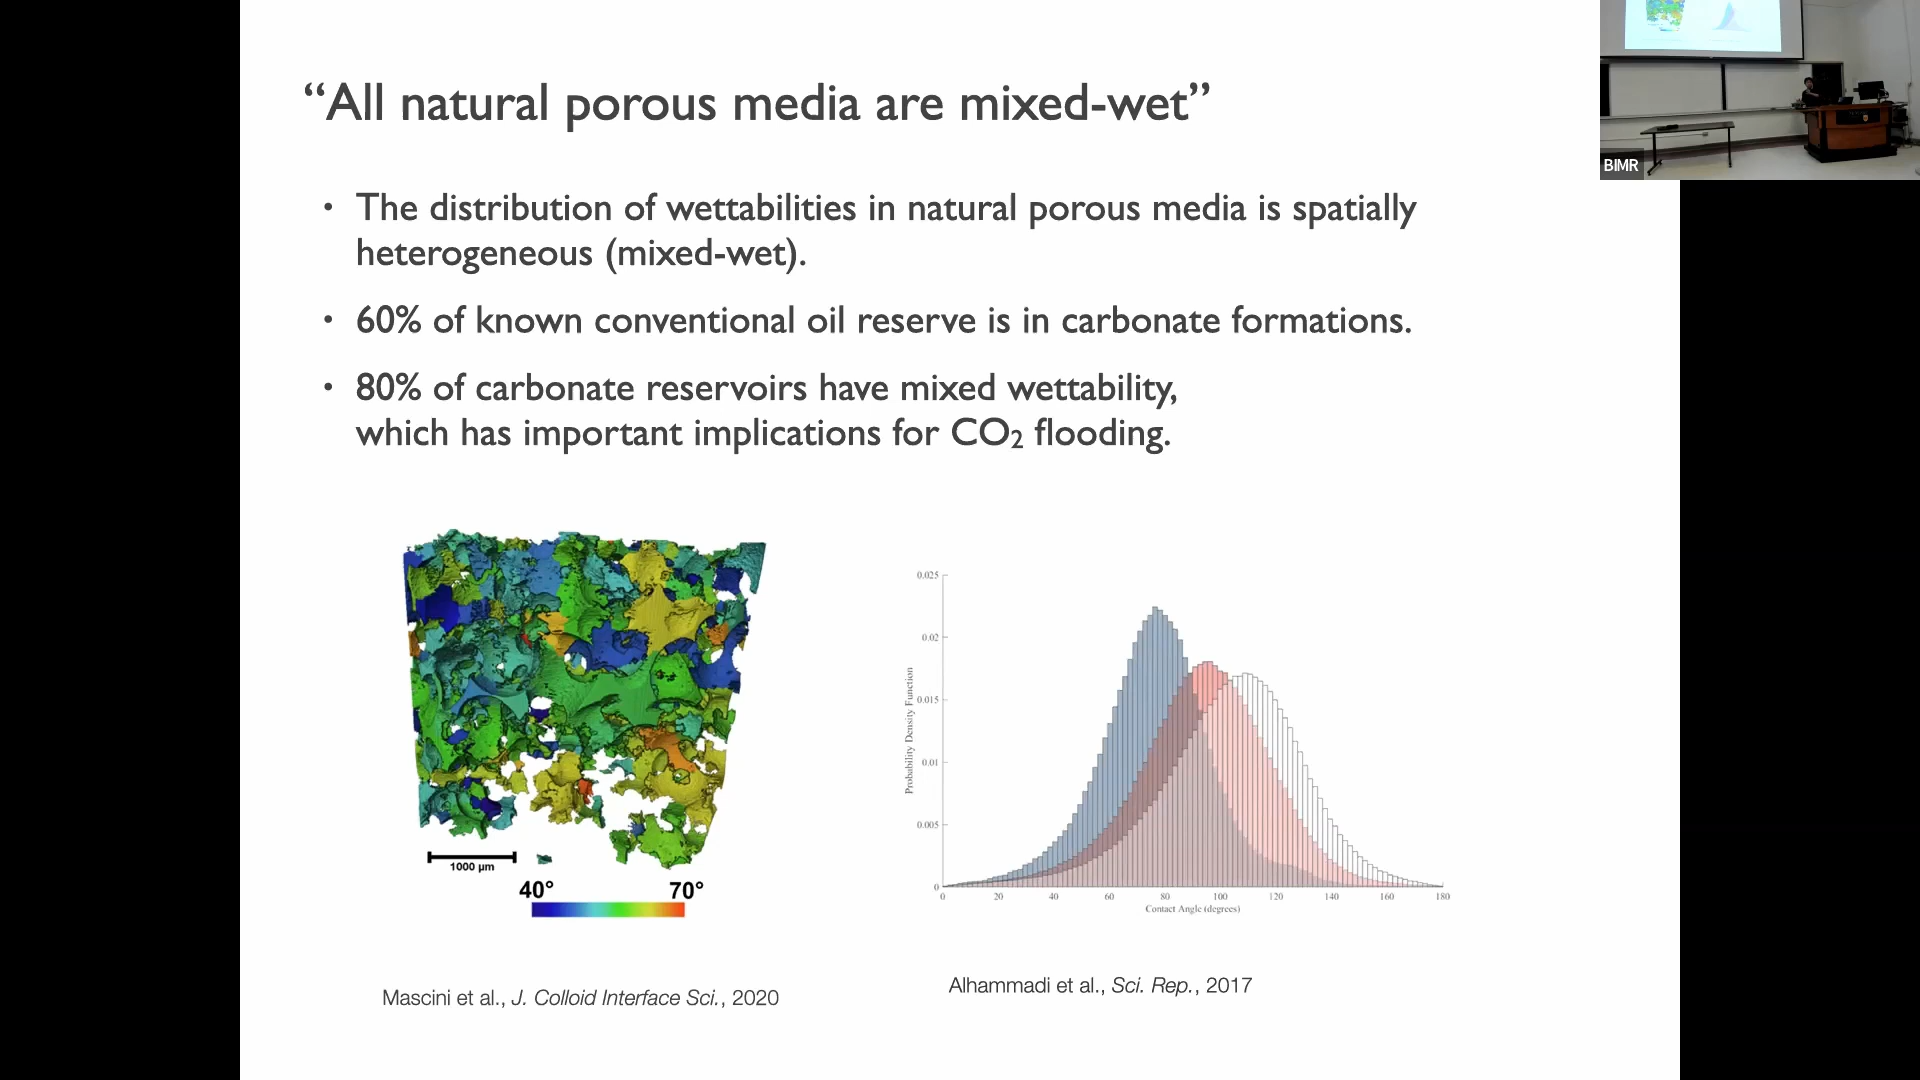 “All natural porous media are mixed-wet”
• The distribution of wettabilities in natural porous media is spatially
heterogeneous (mixed-wet).
• 60% of known conventional oil reserve is in carbonate formations.
• 80% of carbonate reservoirs have mixed wettability,
which has important implications for CO₂ flooding.
1000 µm
40° 70°
Mascini et al., J. Colloid Interface Sci., 2020
0.025
0.02
0.015
0.01
0.005
0
Probability Density Function
0 20 40 60 80 100 120 140 160 180
Contact Angle (degrees)
Alhammadi et al., Sci. Rep., 2017
BIMR